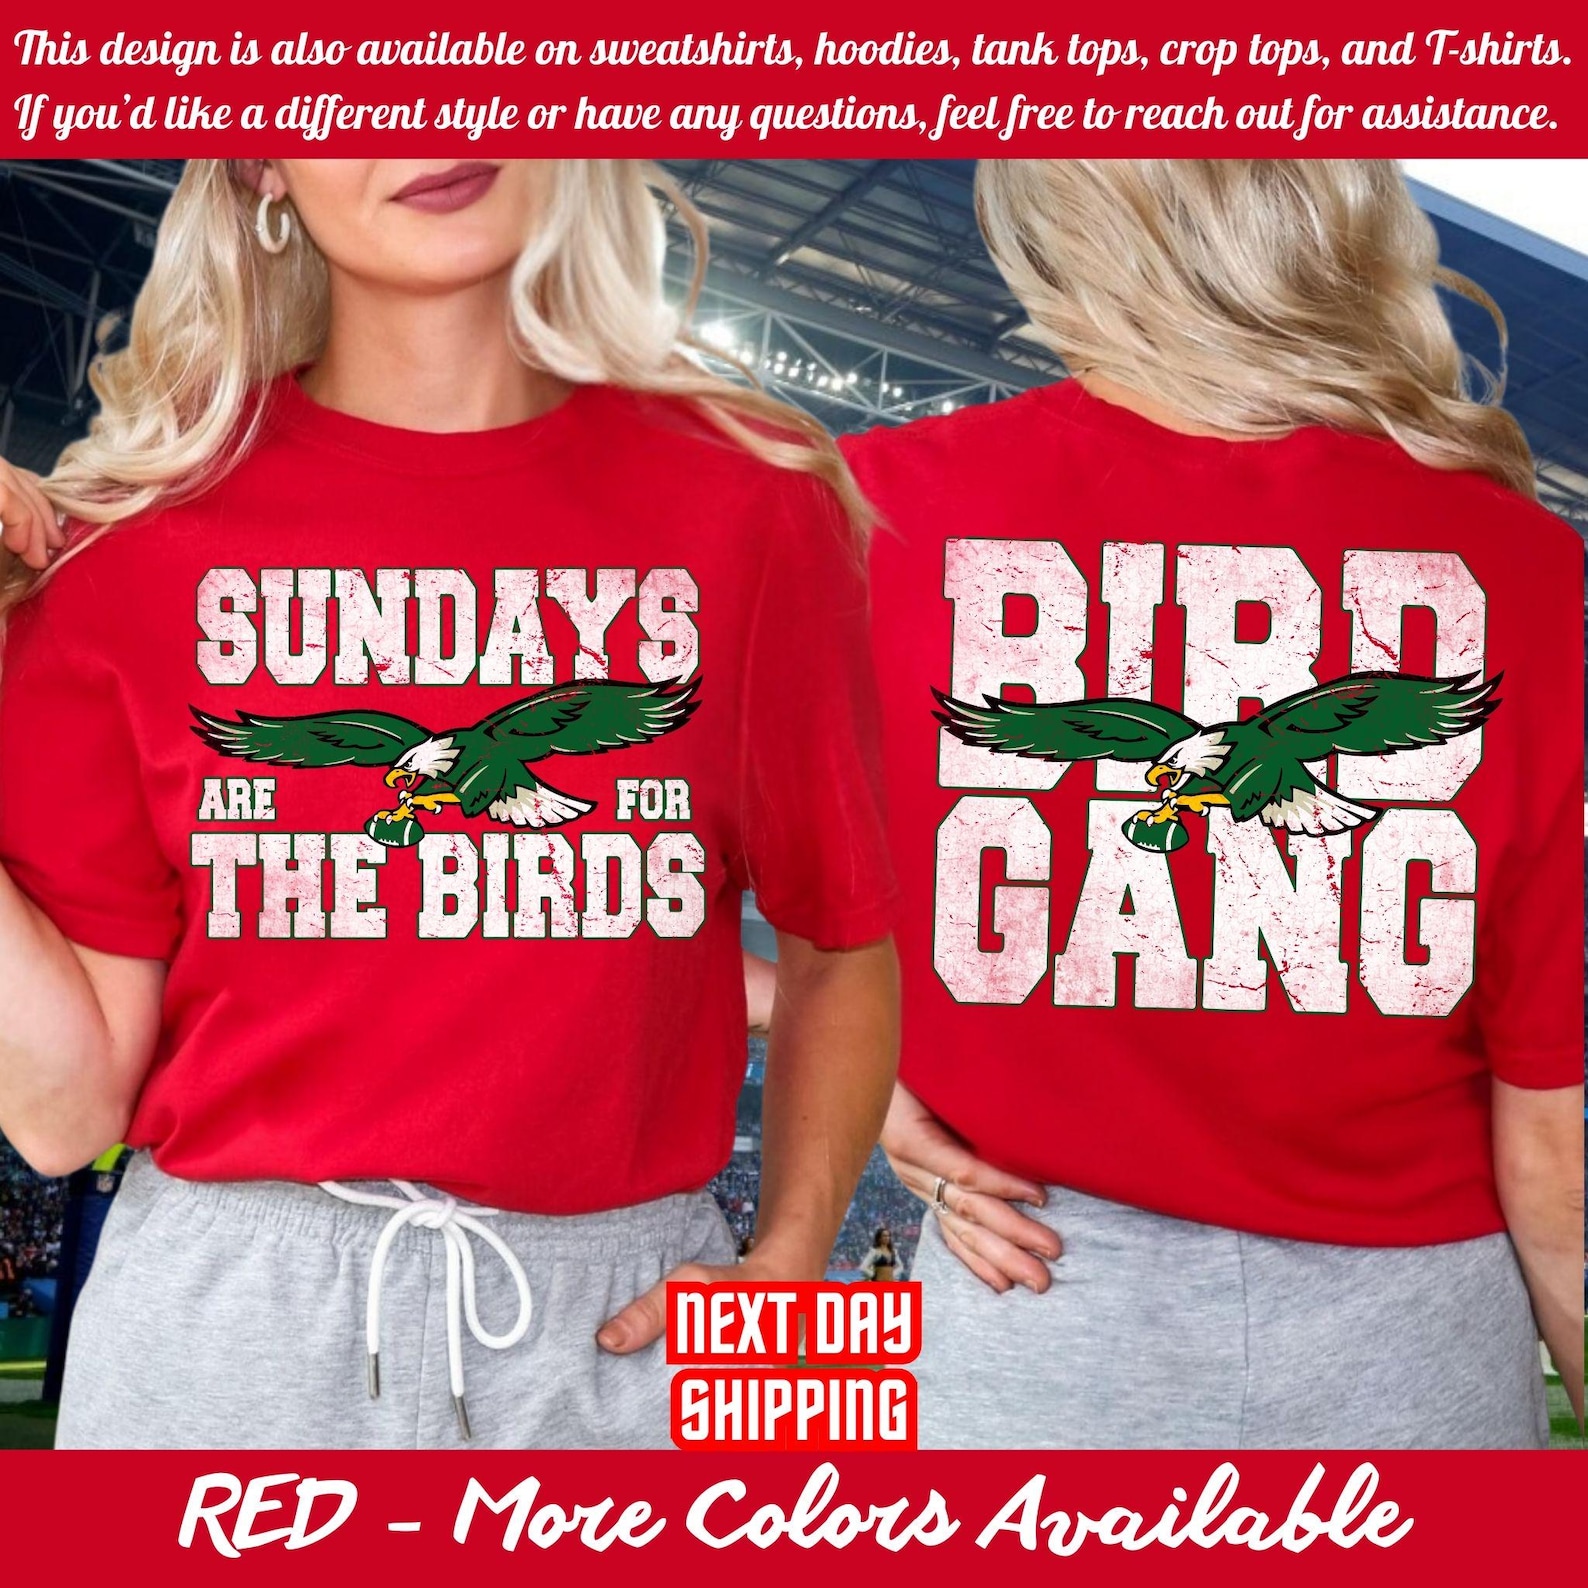 This design is also available on sweatshirts, hoodies, tank tops, crop tops, and T-shirts.
If you'd like a different style or have any questions, feel free to reach out for assistance.
SUNDAYS
ARE FOR
THE BIRDS
BIRD
GANG
NEXT DAY
SHIPPING
RED - More Colors Available